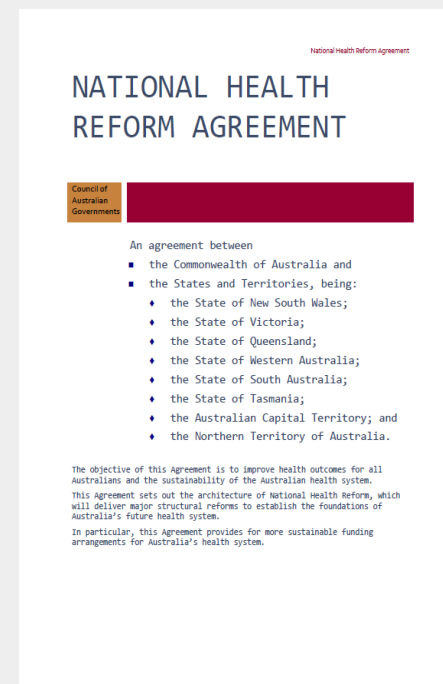 National Health Reform Agreement
NATIONAL HEALTH
REFORM AGREEMENT
Council of
Australian
Governments
An agreement between
▪ the Commonwealth of Australia and
▪ the States and Territories, being:
♦ the State of New South Wales;
♦ the State of Victoria;
♦ the State of Queensland;
♦ the State of Western Australia;
♦ the State of South Australia;
♦ the State of Tasmania;
♦ the Australian Capital Territory; and
♦ the Northern Territory of Australia.
The objective of this Agreement is to improve health outcomes for all
Australians and the sustainability of the Australian health system.
This Agreement sets out the architecture of National Health Reform, which
will deliver major structural reforms to establish the foundations of
Australia's future health system.
In particular, this Agreement provides for more sustainable funding
arrangements for Australia's health system.